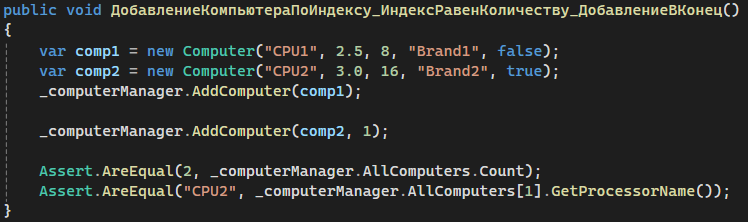 public void ДобавлениеКомпьютераПоИндексу_ИндексРавенКоличеству_ДобавлениеВКонец()
{
    var comp1 = new Computer("CPU1", 2.5, 8, "Brand1", false);
    var comp2 = new Computer("CPU2", 3.0, 16, "Brand2", true);
    _computerManager.AddComputer(comp1);

    _computerManager.AddComputer(comp2, 1);

    Assert.AreEqual(2, _computerManager.AllComputers.Count);
    Assert.AreEqual("CPU2", _computerManager.AllComputers[1].GetProcessorName());
}